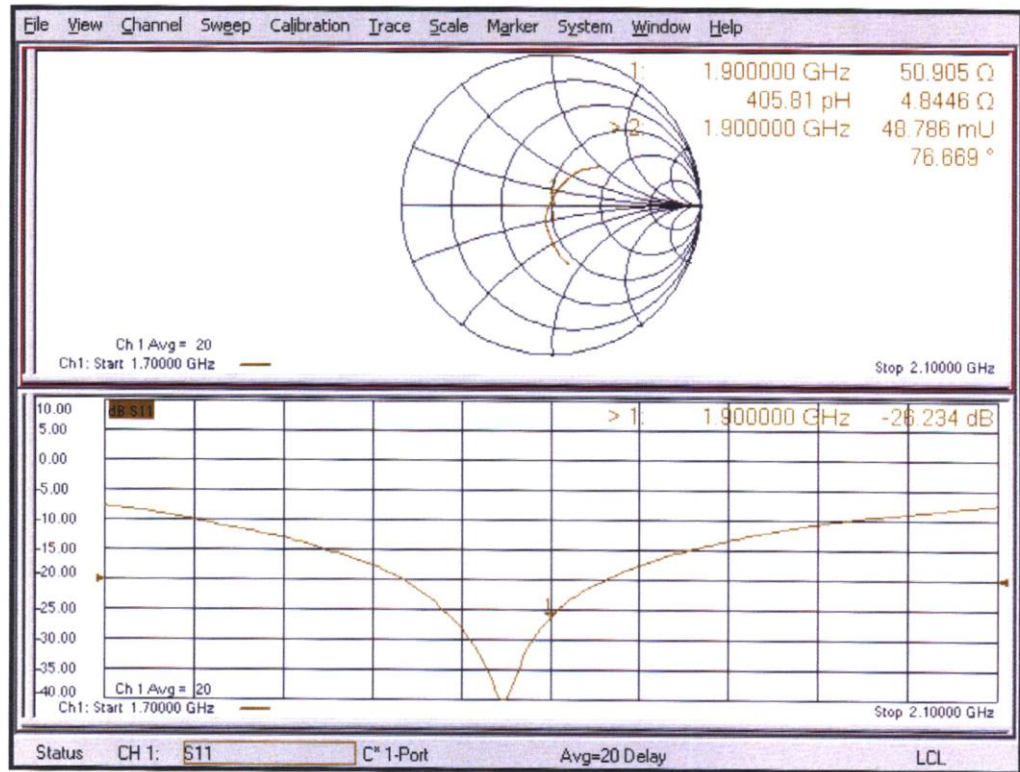 File View Channel Sweep Calibration Trace Scale Marker System Window Help
1: 1.900000 GHz 50.905 Ω
405.81 pH 4.8446 Ω
> 2: 1.900000 GHz 48.786 mU
76.669 °
Ch 1 Avg = 20
Ch1: Start 1.70000 GHz
Stop 2.10000 GHz
10.00
dB S11
> 1: 1.900000 GHz -26.234 dB
5.00
0.00
-5.00
-10.00
-15.00
-20.00
1
-25.00
-30.00
-35.00
-40.00
Ch 1 Avg = 20
Ch1: Start 1.70000 GHz
Stop 2.10000 GHz
Status CH 1: S11 C* 1-Port Avg=20 Delay LCL